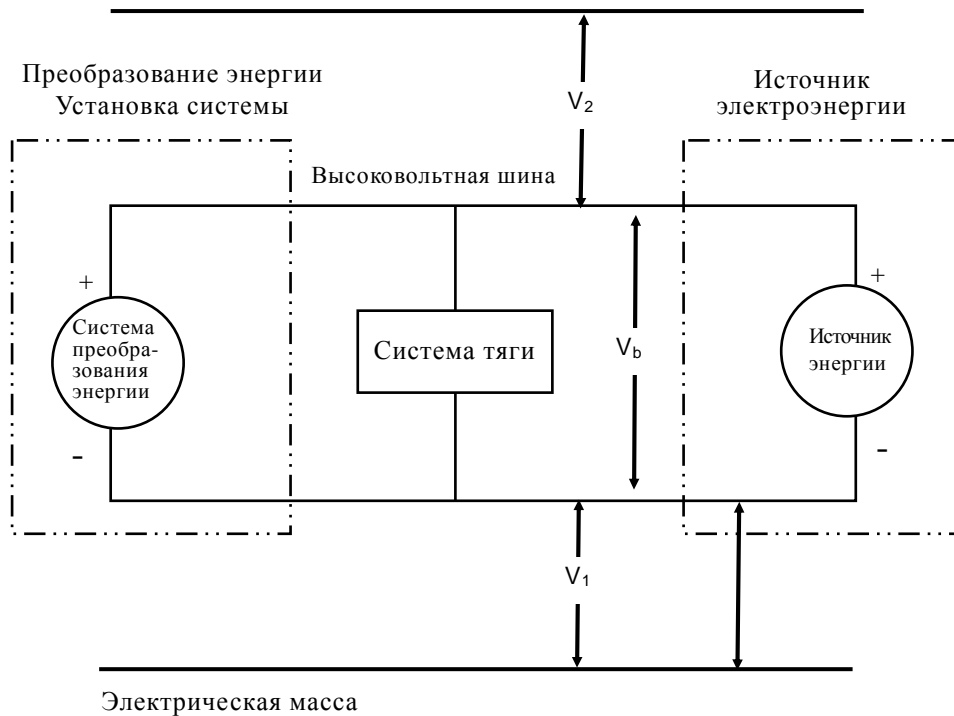 Преобразование энергии
Установка системы
Источник
электроэнергии
V2
Высоковольтная шина
+
+
Система
преобра-
зования
энергии
Система тяги
Vb
Источник
энергии
-
-
V1
Электрическая масса